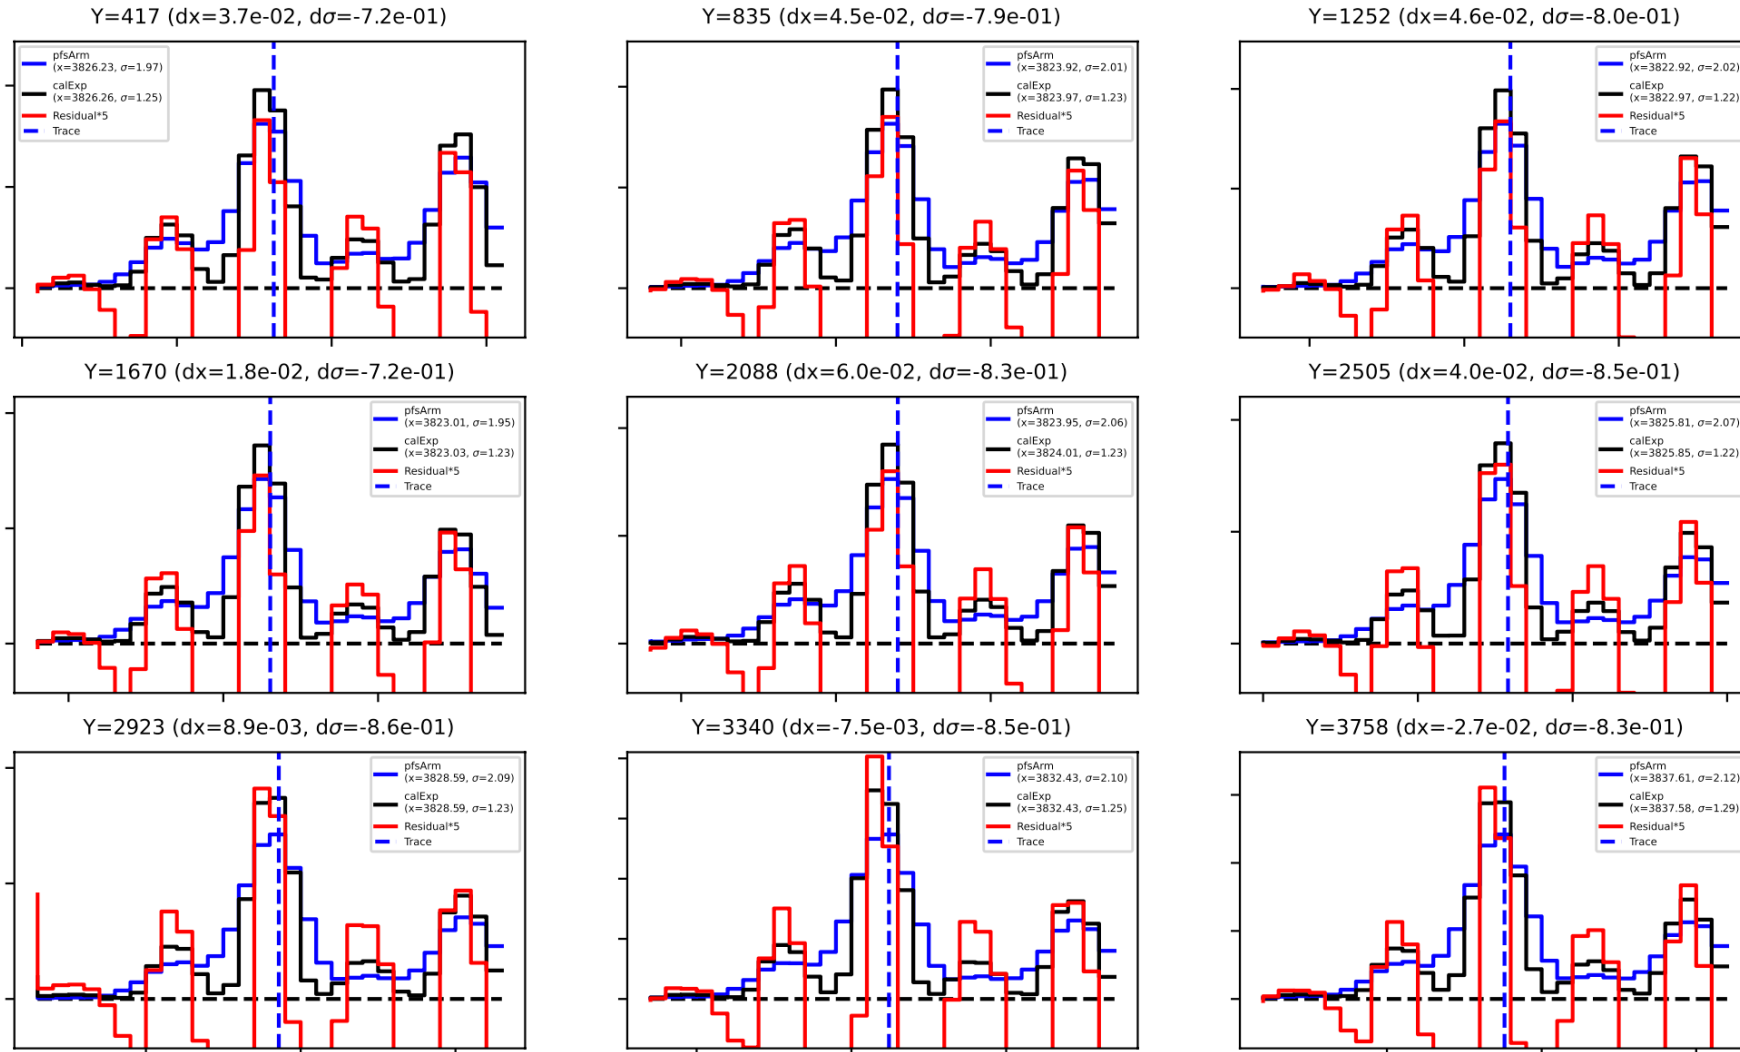 Y=417 (dx=3.7e-02, dσ=-7.2e-01)
pfsArm
(x=3826.23, σ=1.97)
calExp
(x=3826.26, σ=1.25)
Residual*5
Trace
Y=835 (dx=4.5e-02, dσ=-7.9e-01)
pfsArm
(x=3823.92, σ=2.01)
calExp
(x=3823.97, σ=1.23)
Residual*5
Trace
Y=1252 (dx=4.6e-02, dσ=-8.0e-01)
pfsArm
(x=3822.92, σ=2.02)
calExp
(x=3822.97, σ=1.22)
Residual*5
Trace
Y=1670 (dx=1.8e-02, dσ=-7.2e-01)
pfsArm
(x=3823.01, σ=1.95)
calExp
(x=3823.03, σ=1.23)
Residual*5
Trace
Y=2088 (dx=6.0e-02, dσ=-8.3e-01)
pfsArm
(x=3823.95, σ=2.06)
calExp
(x=3824.01, σ=1.23)
Residual*5
Trace
Y=2505 (dx=4.0e-02, dσ=-8.5e-01)
pfsArm
(x=3825.81, σ=2.07)
calExp
(x=3825.85, σ=1.22)
Residual*5
Trace
Y=2923 (dx=8.9e-03, dσ=-8.6e-01)
pfsArm
(x=3828.59, σ=2.09)
calExp
(x=3828.59, σ=1.23)
Residual*5
Trace
Y=3340 (dx=-7.5e-03, dσ=-8.5e-01)
pfsArm
(x=3832.43, σ=2.10)
calExp
(x=3832.43, σ=1.25)
Residual*5
Trace
Y=3758 (dx=-2.7e-02, dσ=-8.3e-01)
pfsArm
(x=3837.61, σ=2.12)
calExp
(x=3837.58, σ=1.29)
Residual*5
Trace